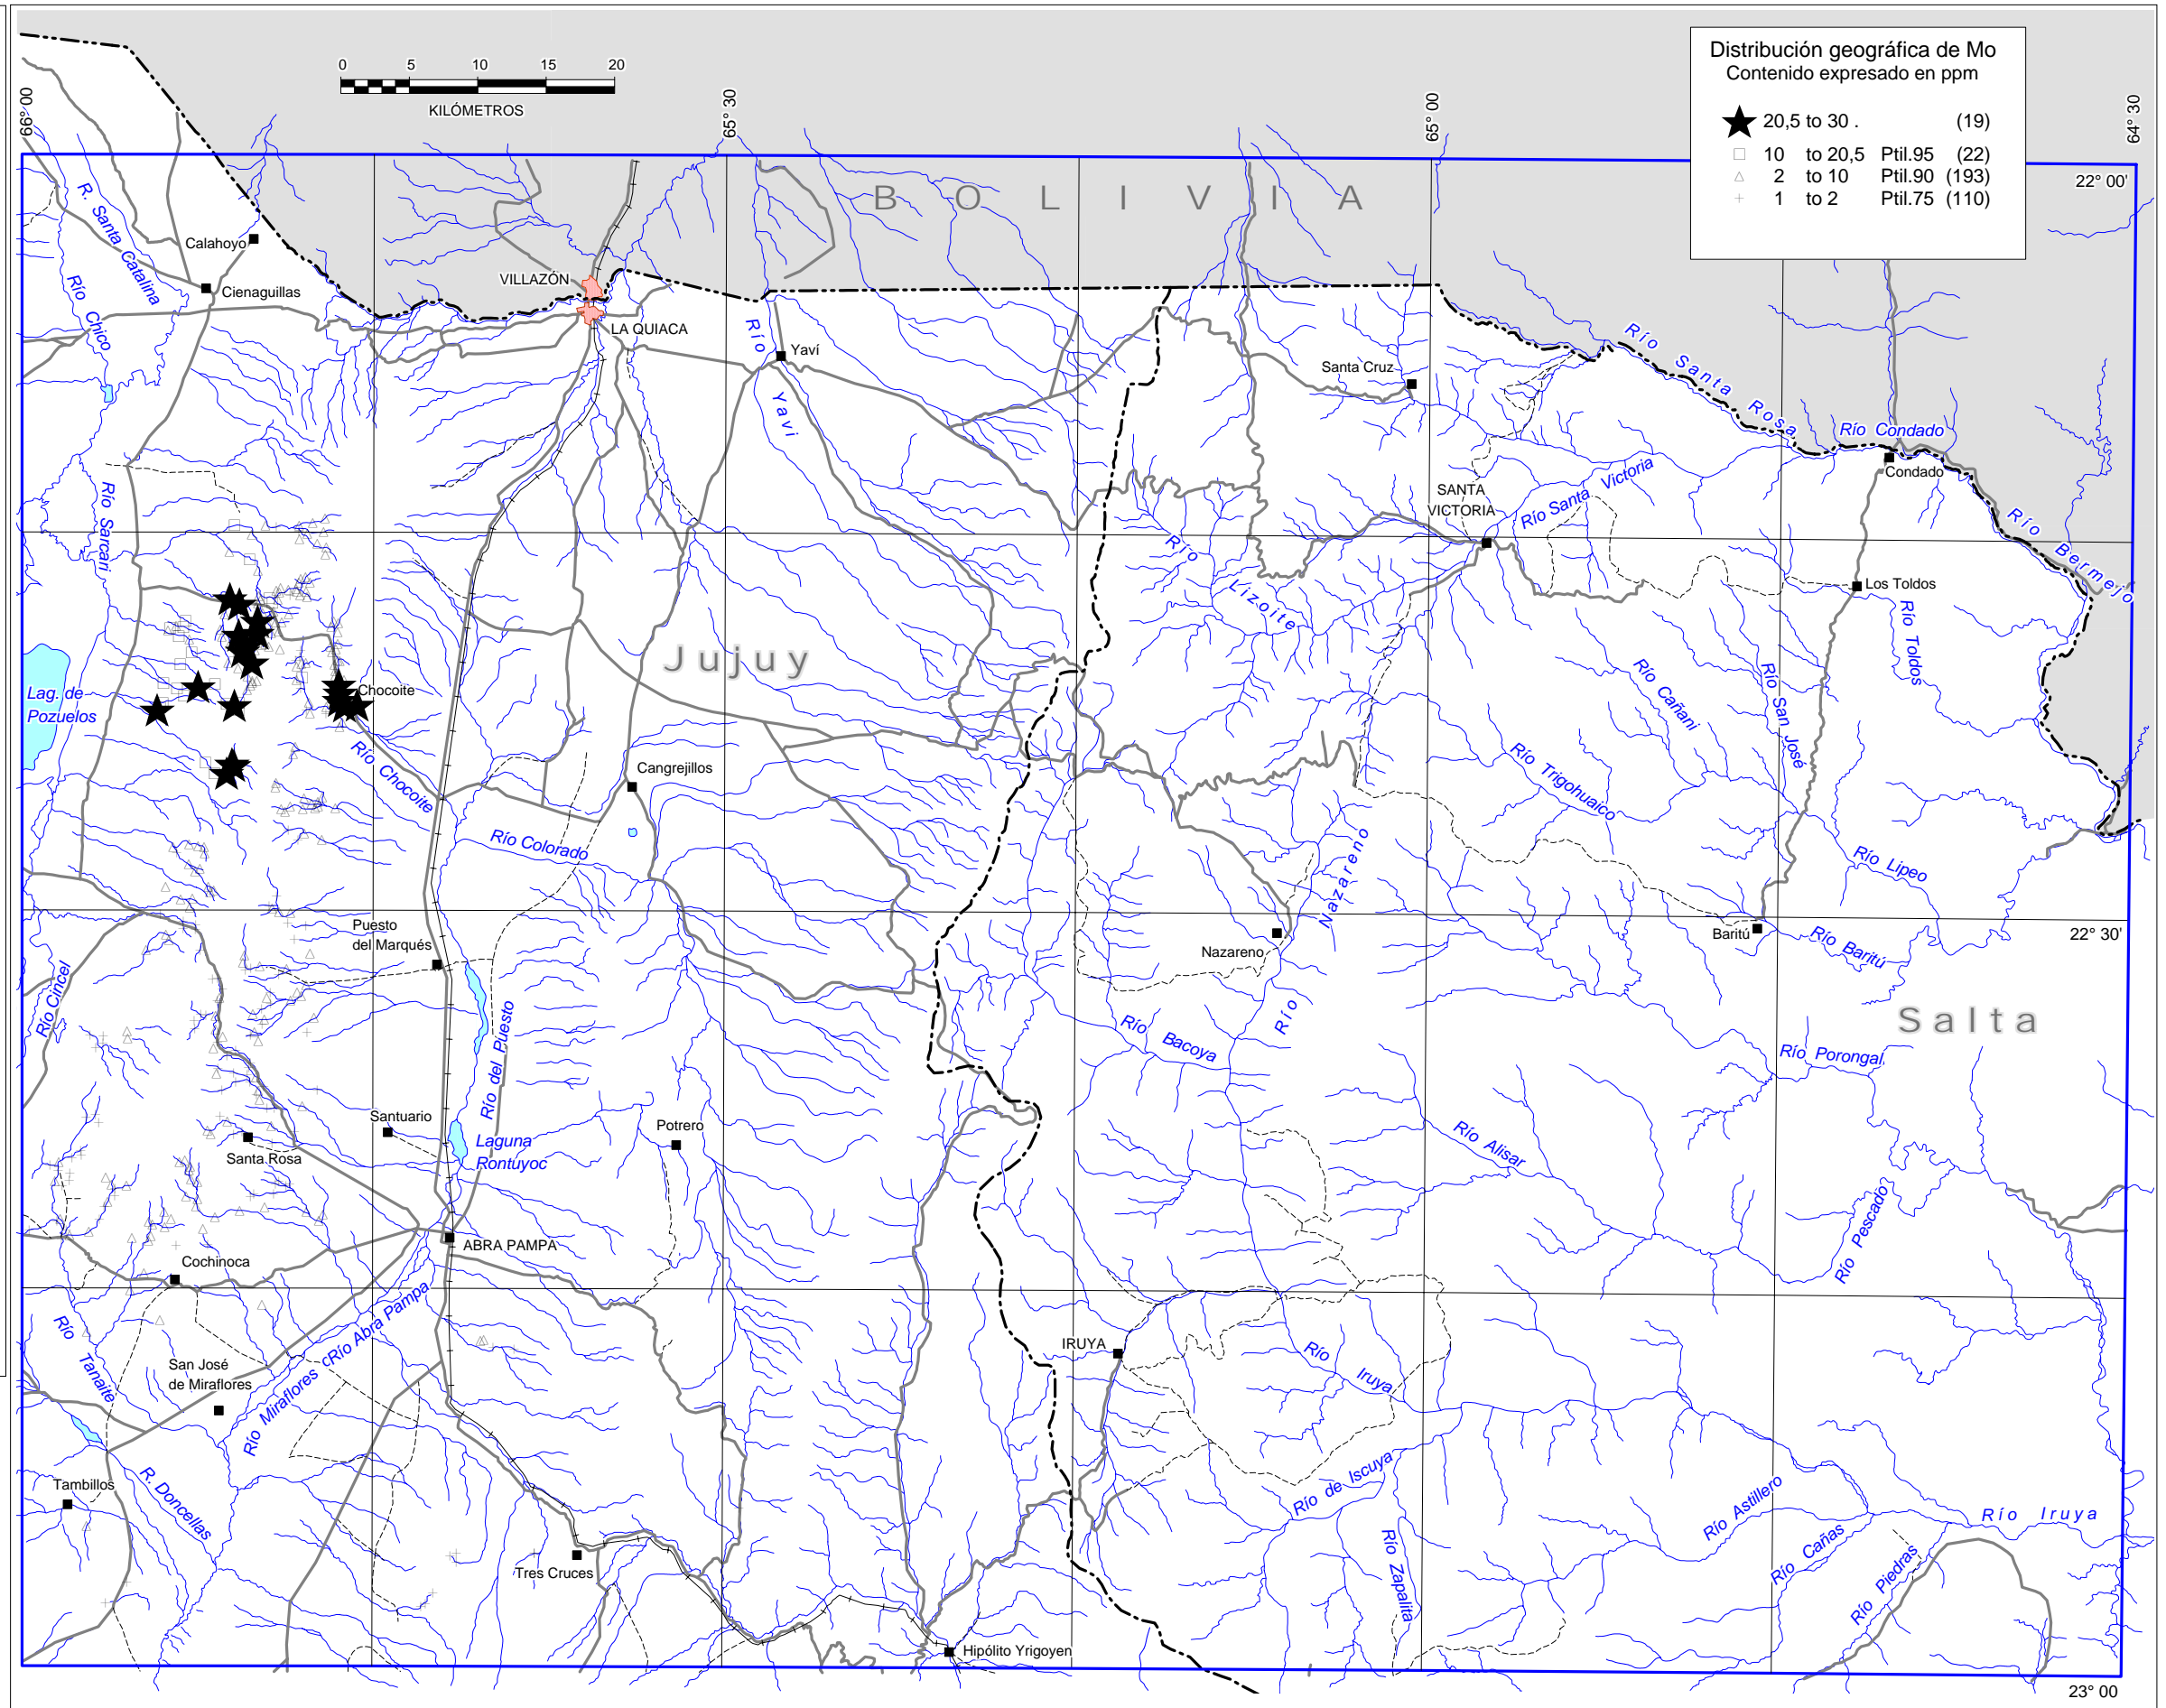 Distribución geográfica de Mo
Contenido expresado en ppm
20,5 to 30 . (19)
10 to 20,5 Ptil.95 (22)
2 to 10 Ptil.90 (193)
1 to 2 Ptil.75 (110)
0 5 10 15 20
KILÓMETROS
66° 00
65° 30
65° 00
64° 30
22° 00'
BOLIVIA
R. Santa Catalina
Calahoyo
Cienaguillas
Río Chico
VILLAZÓN
LA QUIACA
Río Yavi
Yaví
Santa Cruz
Río Santa Rosa
Río Condado
Condado
SANTA
VICTORIA
Río Santa Victoria
Río Bermejo
Río Sarcari
Río Lizoite
Los Toldos
Río Toldos
Jujuy
Lag. de
Pozuelos
Chocoite
Río Chocoite
Río Cañani
Río San José
Río Trigohuaico
Cangrejillos
Río Colorado
Río Lipeo
Puesto
del Marqués
Río Nazareno
Nazareno
Baritú
Río Baritú
22° 30'
Río Cincel
Río del Puesto
Río Bacoya
Salta
Río Porongal
Santuario
Potrero
Laguna
Rontuyoc
Santa Rosa
Río Alisar
Río Pescado
ABRA PAMPA
Cochinoca
Río Tanaite
San José
de Miraflores
Río Miraflores o Río Abra Pampa
IRUYA
Río Iruya
Tambillos
R. Doncellas
Río de Iscuya
Río Zapalita
Río Astillero
Río Cañas
Río Piedras
Río Iruya
Tres Cruces
Hipólito Yrigoyen
23° 00